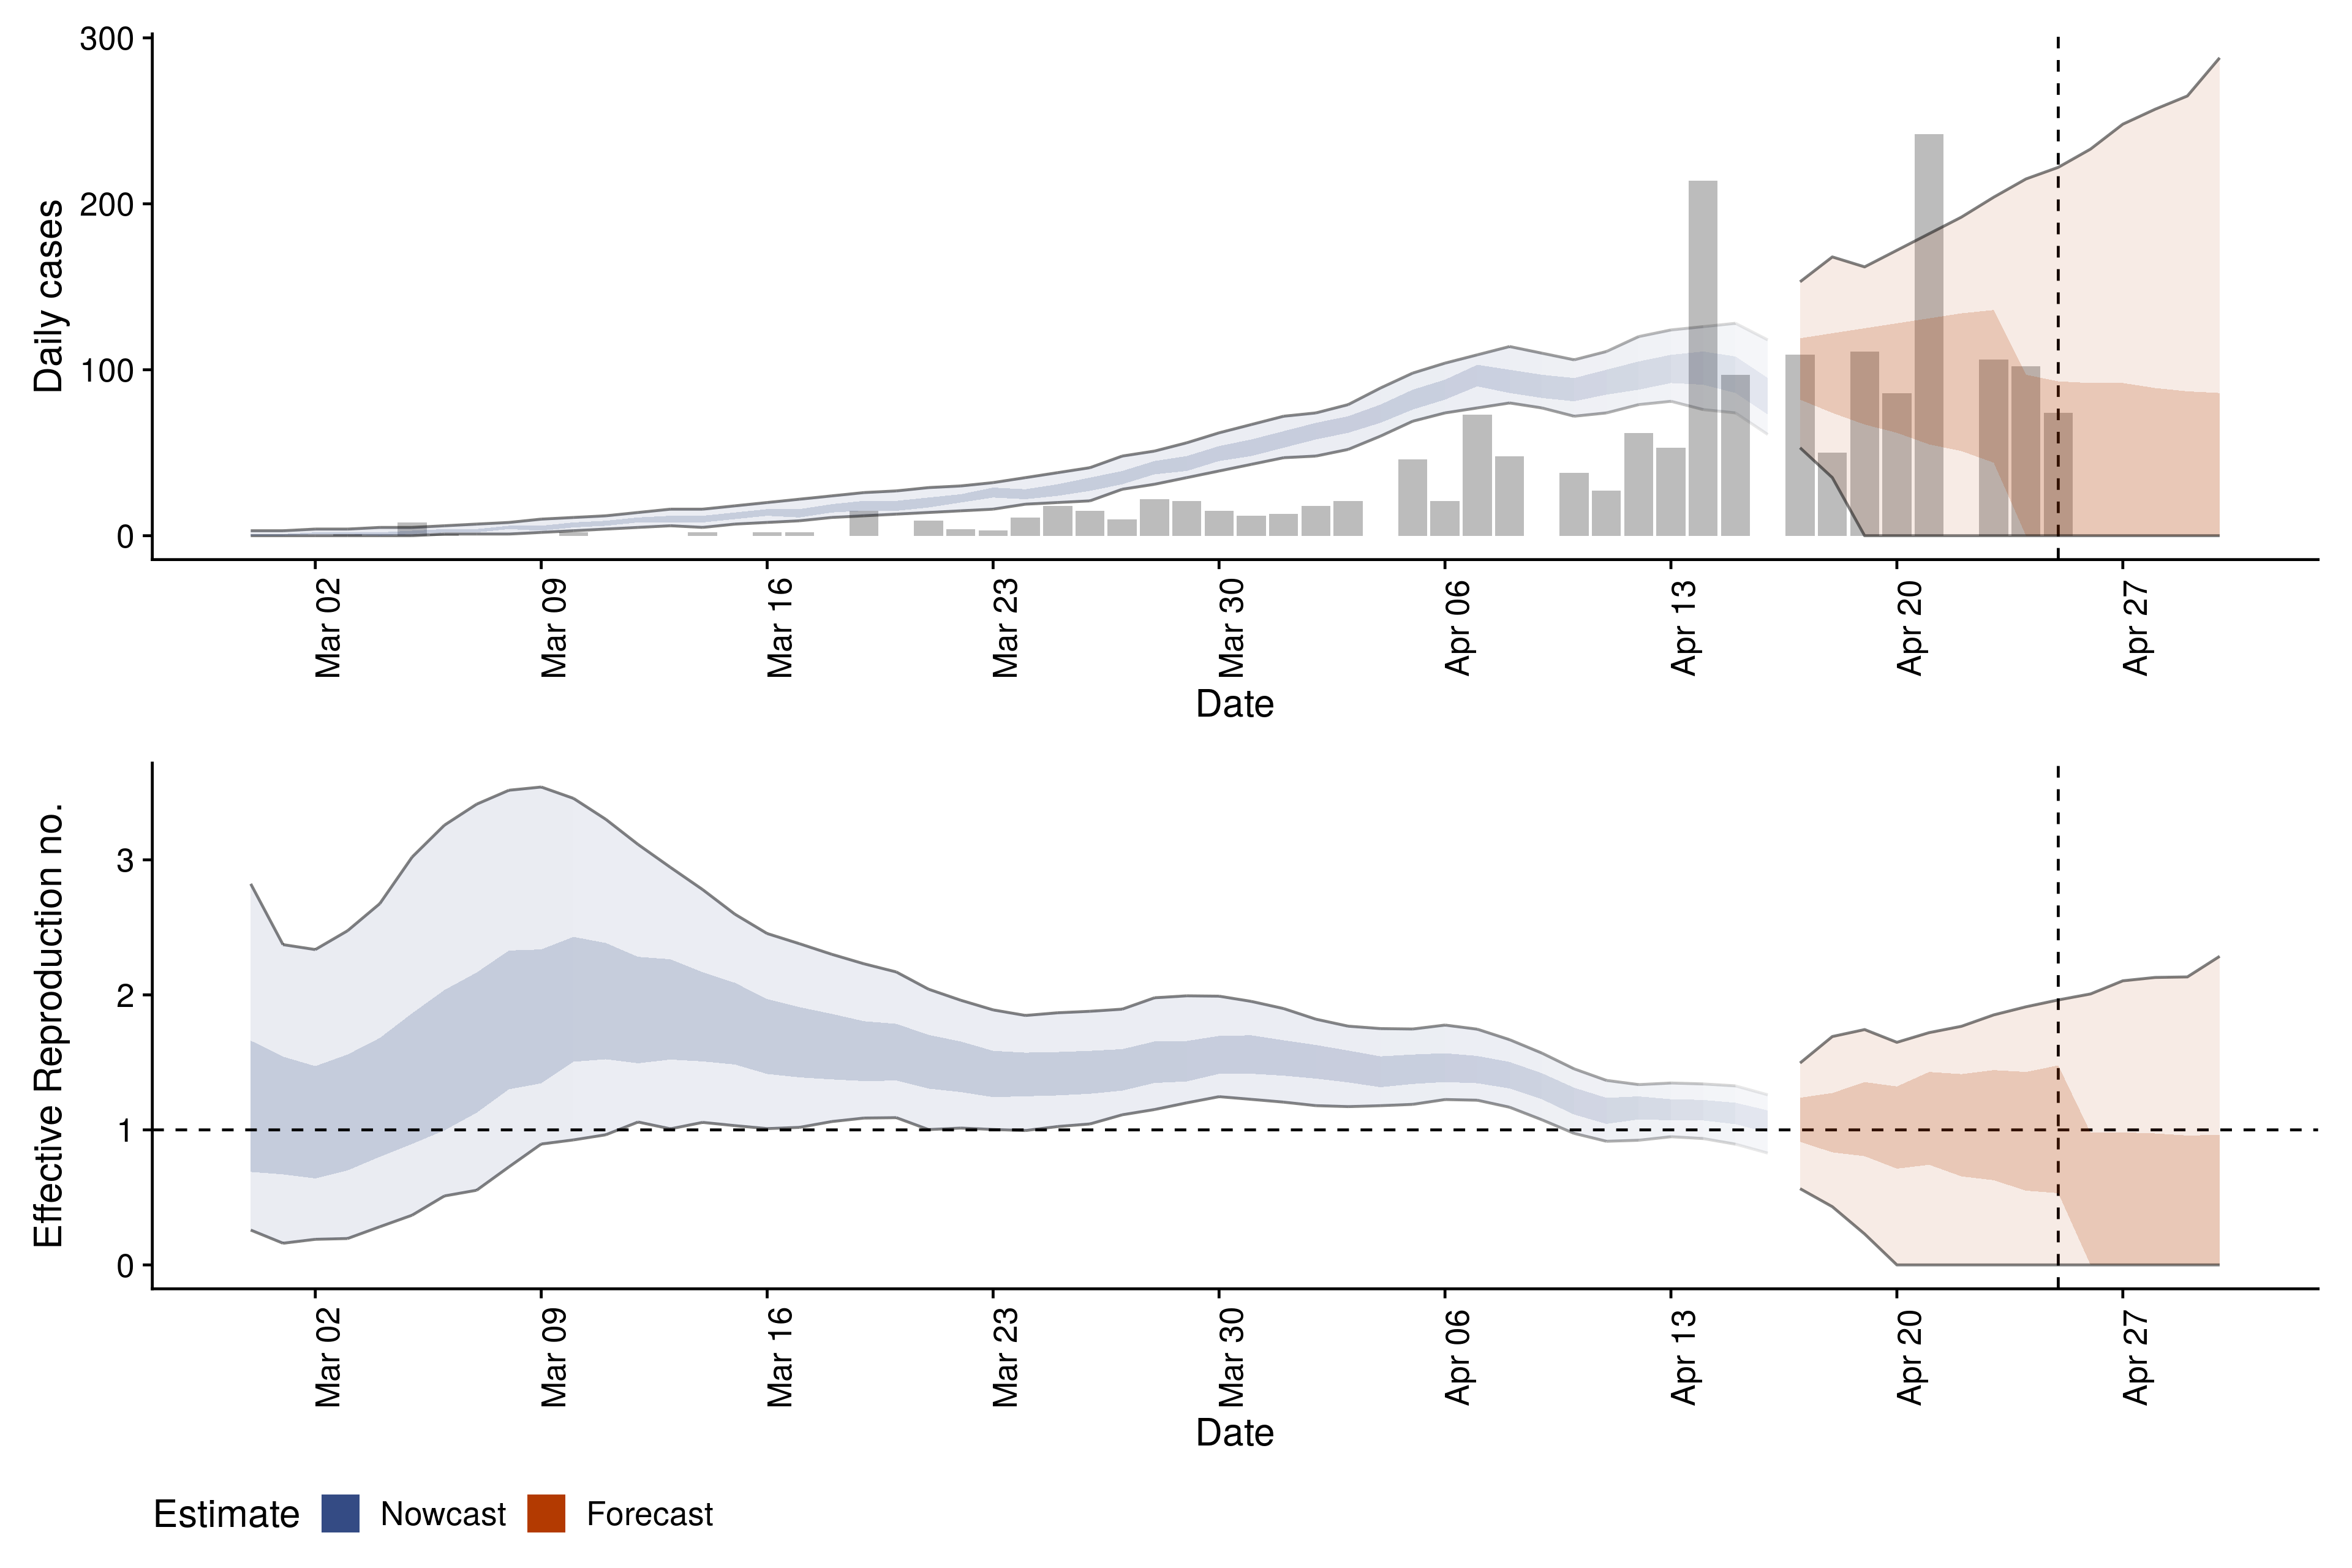 300
200
100
0
Daily cases
Mar 02
Mar 09
Mar 16
Mar 23
Mar 30
Apr 06
Apr 13
Apr 20
Apr 27
Date
3
2
1
0
Effective Reproduction no.
Mar 02
Mar 09
Mar 16
Mar 23
Mar 30
Apr 06
Apr 13
Apr 20
Apr 27
Date
Estimate Nowcast Forecast